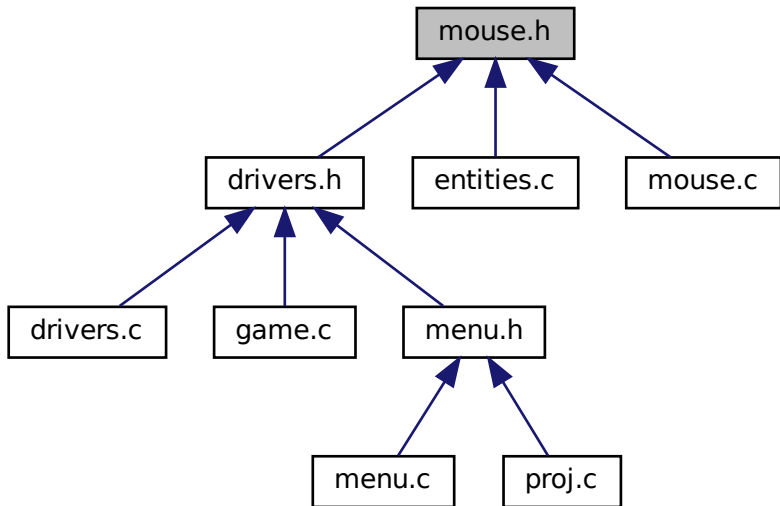 mouse.h
drivers.h
entities.c
mouse.c
drivers.c
game.c
menu.h
menu.c
proj.c